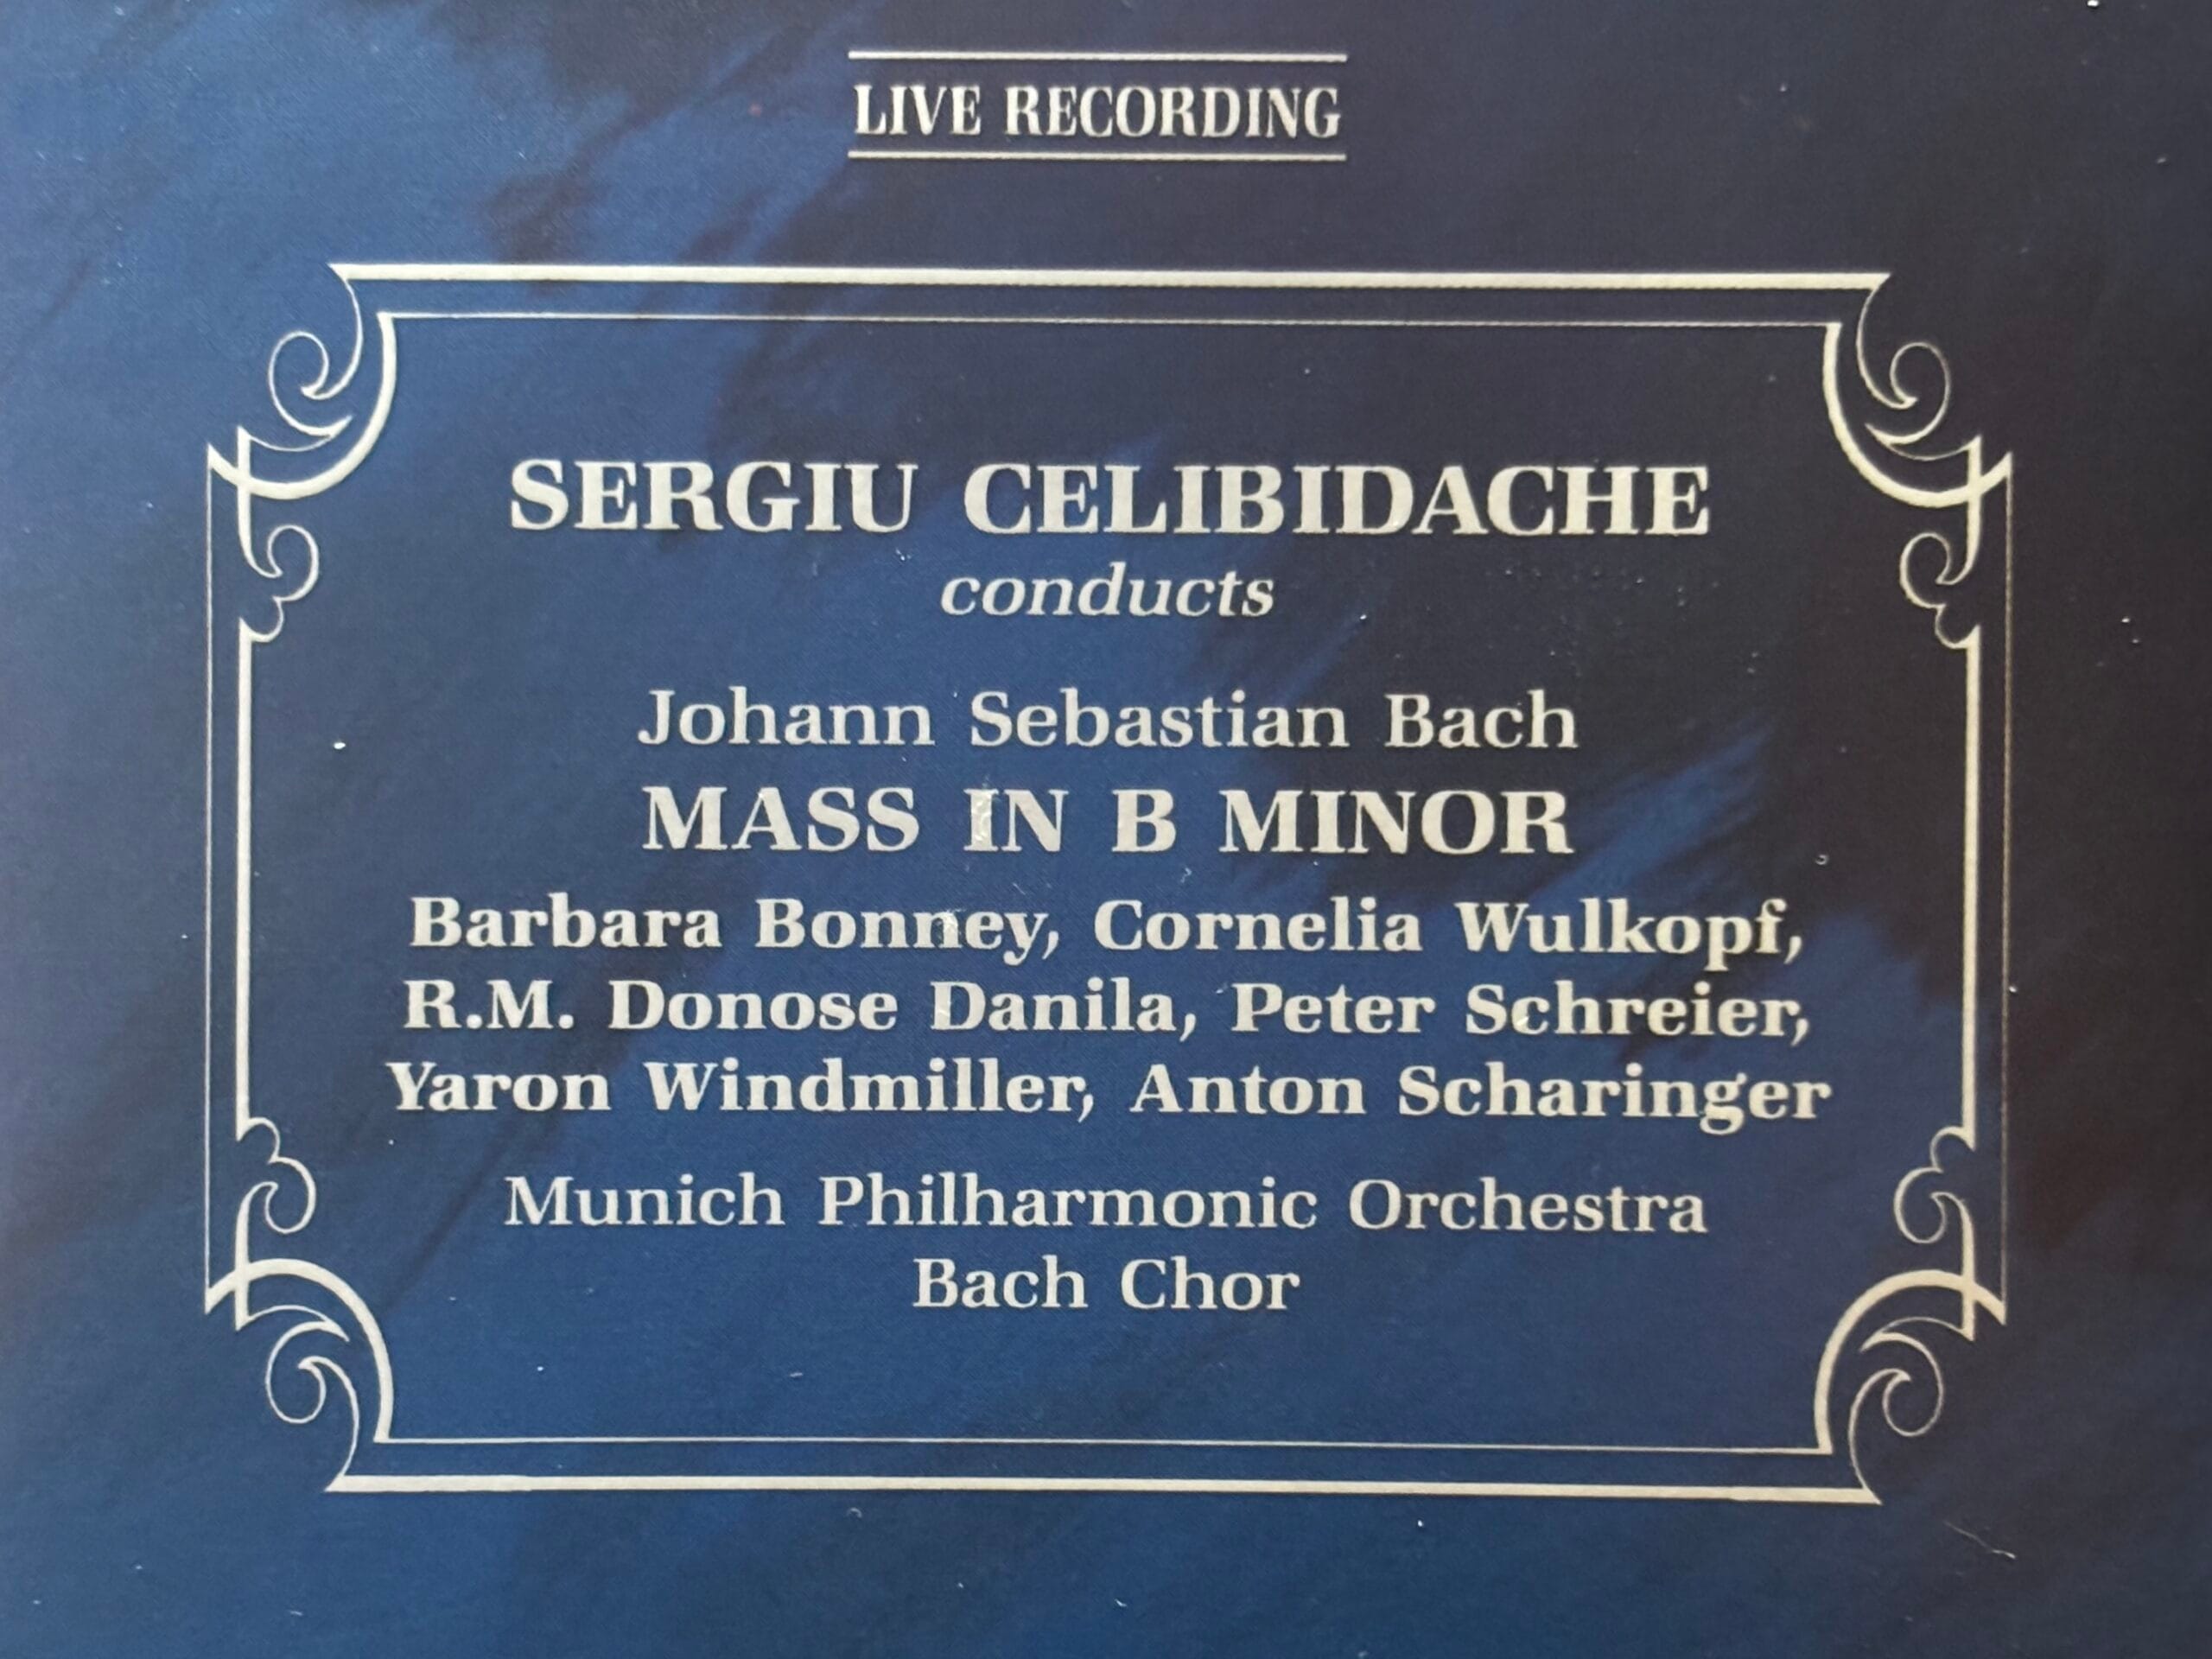 LIVE RECORDING
SERGIU CELIBIDACHE
conducts
Johann Sebastian Bach
MASS IN B MINOR
Barbara Bonney, Cornelia Wulkopf,
R.M. Donose Danila, Peter Schreier,
Yaron Windmiller, Anton Scharinger
Munich Philharmonic Orchestra
Bach Chor